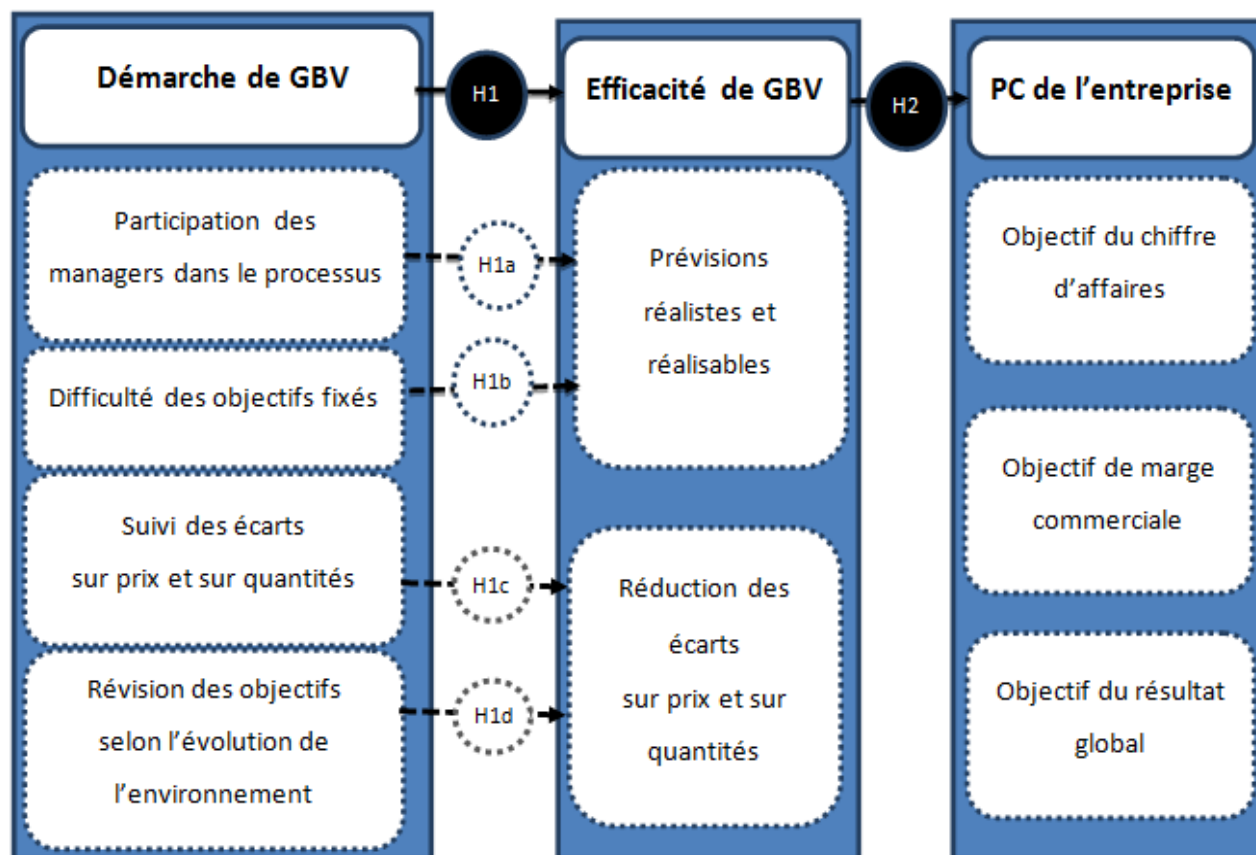 Démarche de GBV
H1
Efficacité de GBV
H2
PC de l'entreprise
Participation des
managers dans le processus
H1a
Prévisions
réalistes et
réalisables
Difficulté des objectifs fixés
H1b
Suivi des écarts
sur prix et sur quantités
H1c
Réduction des
écarts
sur prix et sur
quantités
Révision des objectifs
selon l'évolution de
l'environnement
H1d
Objectif du chiffre
d'affaires
Objectif de marge
commerciale
Objectif du résultat
global